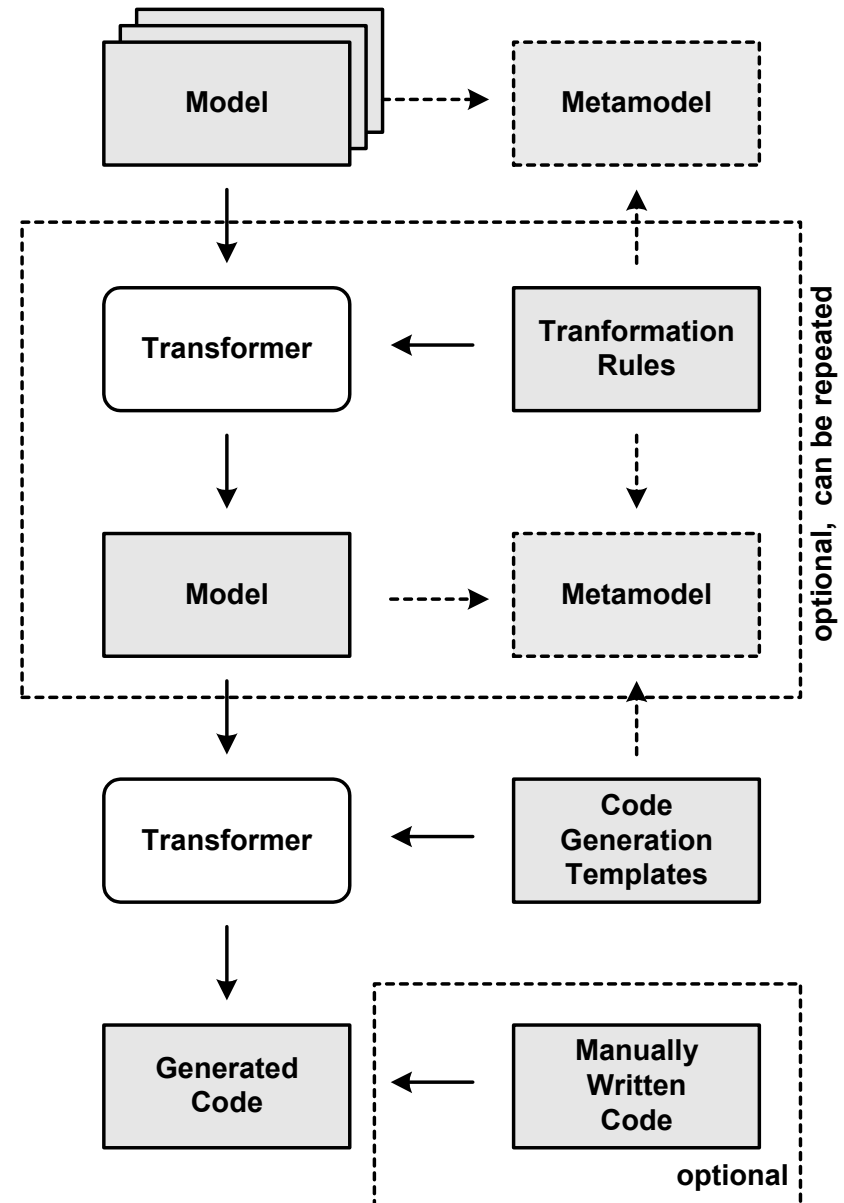 Model
Metamodel
Transformer
Tranformation
Rules
optional, can be repeated
Model
Metamodel
Transformer
Code
Generation
Templates
Generated
Code
Manually
Written
Code
optional